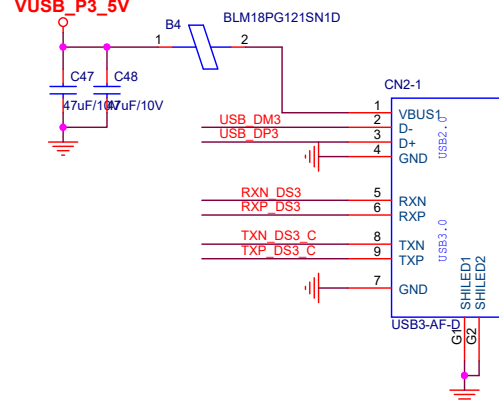 VUSB_P3_5V
B4
BLM18PG121SN1D
1
2
C47
C48
47uF/10V
47uF/10V
CN2-1
1
VBUS1
USB_DM3
2
D-
USB_DP3
3
D+
4
GND
USB2.0
RXN_DS3
5
RXN
RXP_DS3
6
RXP
TXN_DS3_C
8
TXN
TXP_DS3_C
9
TXP
USB3.0
7
GND
SHILED1
SHILED2
USB3-AF-D
G1
G2